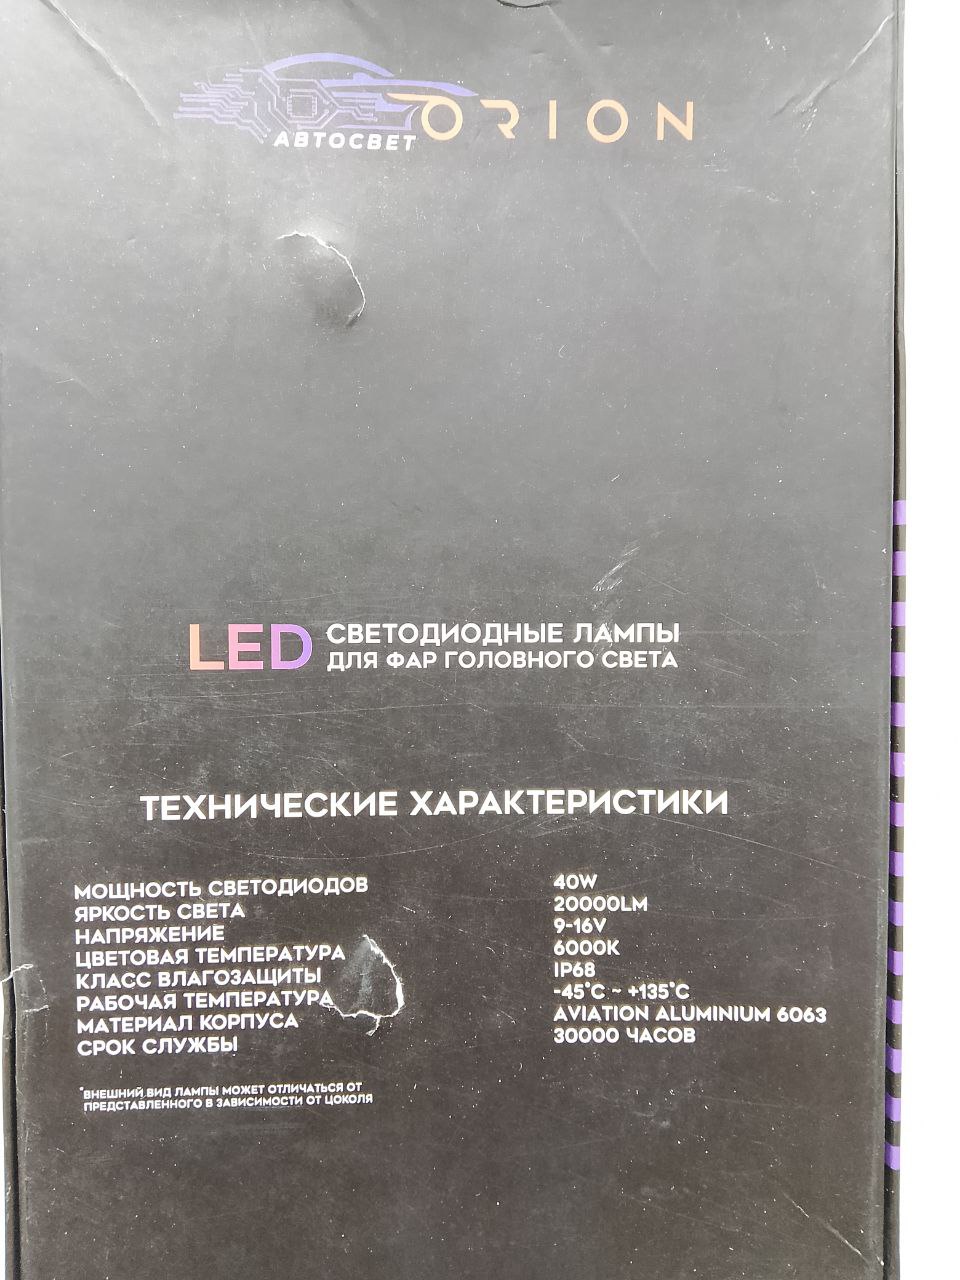 АВТОСВЕТ ORION
LED СВЕТОДИОДНЫЕ ЛАМПЫ
ДЛЯ ФАР ГОЛОВНОГО СВЕТА
ТЕХНИЧЕСКИЕ ХАРАКТЕРИСТИКИ
МОЩНОСТЬ СВЕТОДИОДОВ 40W
ЯРКОСТЬ СВЕТА 20000LM
НАПРЯЖЕНИЕ 9-16V
ЦВЕТОВАЯ ТЕМПЕРАТУРА 6000K
КЛАСС ВЛАГОЗАЩИТЫ IP68
РАБОЧАЯ ТЕМПЕРАТУРА -45°C ~ +135°C
МАТЕРИАЛ КОРПУСА AVIATION ALUMINIUM 6063
СРОК СЛУЖБЫ 30000 ЧАСОВ
*ВНЕШНИЙ ВИД ЛАМПЫ МОЖЕТ ОТЛИЧАТЬСЯ ОТ
ПРЕДСТАВЛЕННОГО В ЗАВИСИМОСТИ ОТ ЦОКОЛЯ